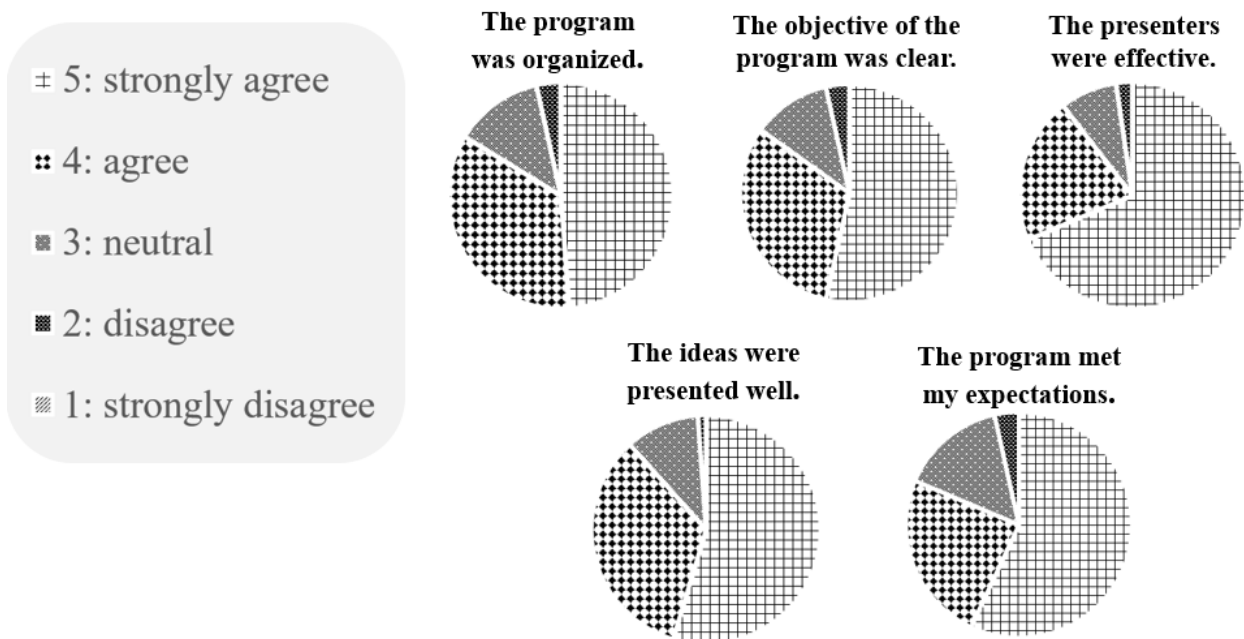 5: strongly agree
4: agree
3: neutral
2: disagree
1: strongly disagree
The program
was organized.
The objective of the
program was clear.
The presenters
were effective.
The ideas were
presented well.
The program met
my expectations.